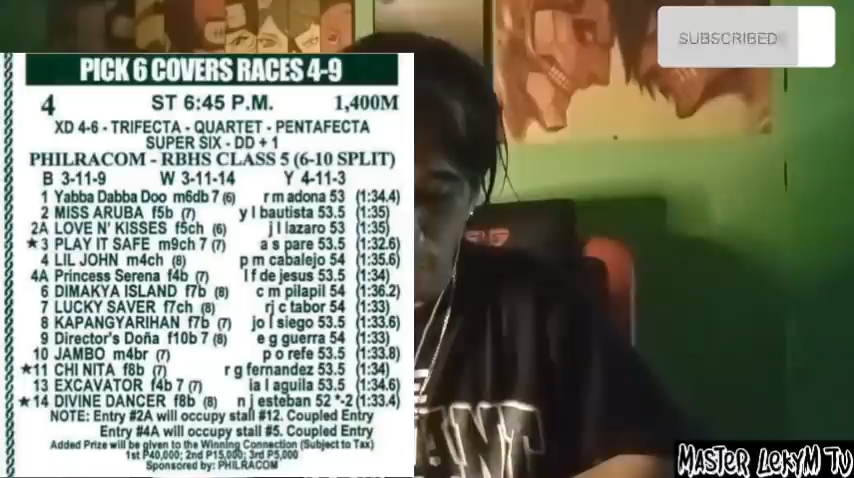 SUBSCRIBED
PICK 6 COVERS RACES 4-9
4 ST 6:45 P.M. 1,400M
XD 4-6 - TRIFECTA - QUARTET - PENTAFECTA
SUPER SIX - DD + 1
PHILRACOM - RBHS CLASS 5 (6-10 SPLIT)
B 3-11-9 W 3-11-14 Y 4-11-3
1 Yabba Dabba Doo m6db 7 (6) r m adona 53 (1:34.4)
2 MISS ARUBA f5b (7) y l bautista 53.5 (1:35)
2A LOVE N' KISSES f5ch (6) j l lazaro 53 (1:35)
★3 PLAY IT SAFE m9ch 7 (7) a s pare 53.5 (1:32.6)
4 LIL JOHN m4ch (8) p m cabalejo 54 (1:35.6)
4A Princess Serena f4b (7) l f de jesus 53.5 (1:34)
6 DIMAKYA ISLAND f7b (8) c m pilapil 54 (1:36.2)
7 LUCKY SAVER f7ch (8) rj c tabor 54 (1:33)
8 KAPANGYARIHAN f7b (7) jo l siego 53.5 (1:33.6)
9 Director's Doña f10b 7 (8) e g guerra 54 (1:33)
10 JAMBO m4br (7) p o refe 53.5 (1:33.8)
★11 CHI NITA f8b (7) r g fernandez 53.5 (1:34)
13 EXCAVATOR f4b 7 (7) ia l aguila 53.5 (1:34.6)
★14 DIVINE DANCER f8b (8) n j esteban 52 *-2 (1:33.4)
NOTE: Entry #2A will occupy stall #12. Coupled Entry
Entry #4A will occupy stall #5. Coupled Entry
Added Prize will be given to the Winning Connection (Subject to Tax)
1st P40,000; 2nd P15,000; 3rd P5,000
Sponsored by: PHILRACOM
MASTER LEKYM TV